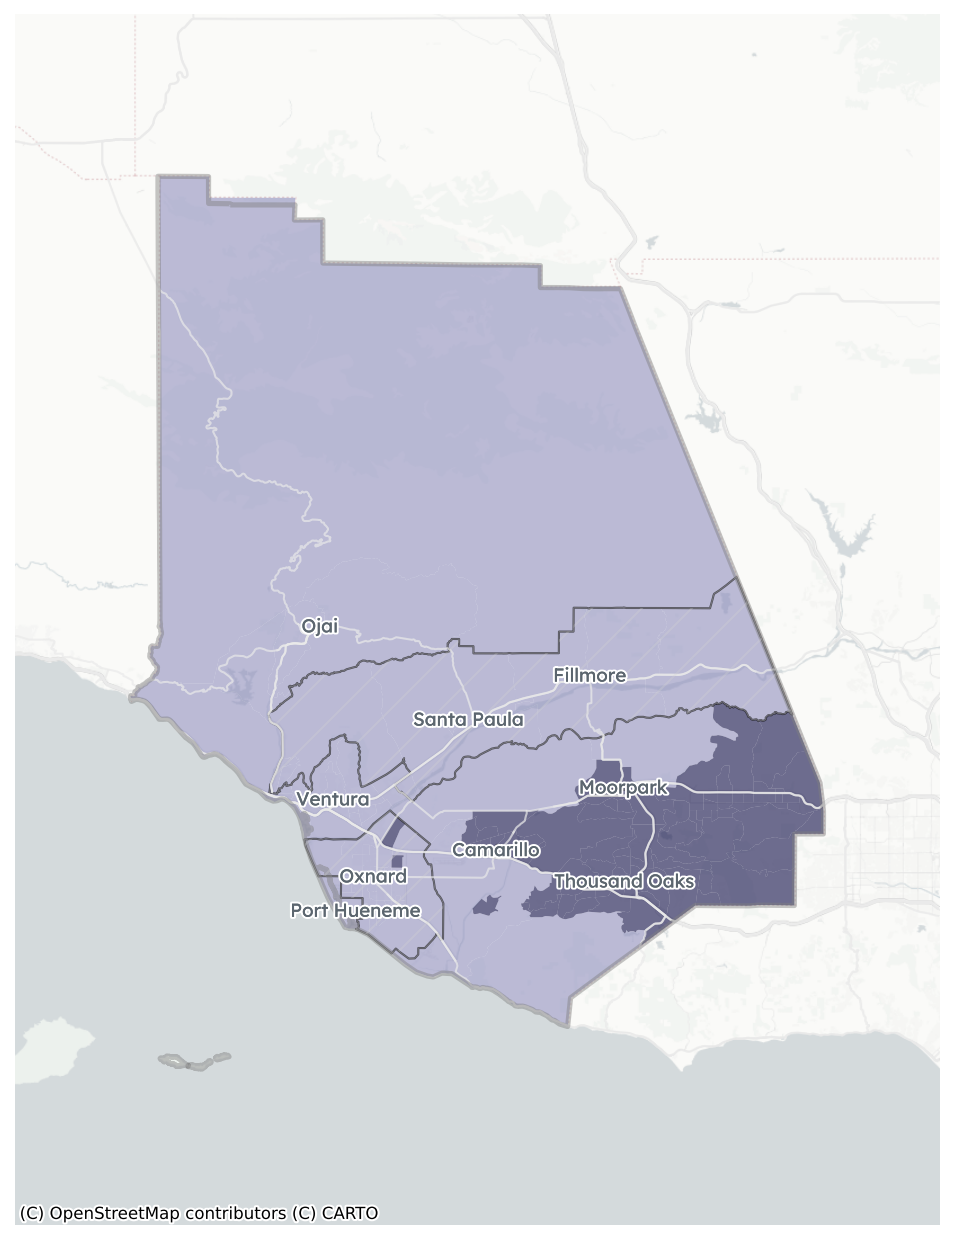 Ojai
Fillmore
Santa Paula
Moorpark
Ventura
Camarillo
Oxnard
Thousand Oaks
Port Hueneme
(C) OpenStreetMap contributors (C) CARTO